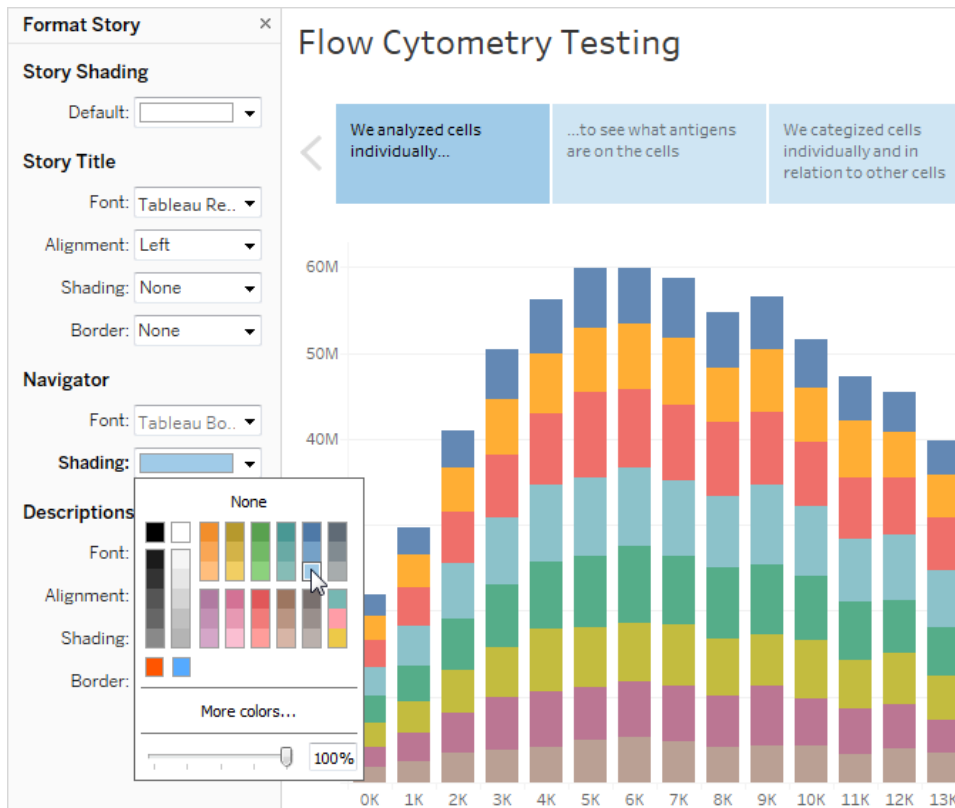 Format Story ×
Story Shading
Default:
Story Title
Font: Tableau Re..
Alignment: Left
Shading: None
Border: None
Navigator
Font: Tableau Bo..
Shading:
None
Descriptions
Font:
Alignment:
Shading:
Border:
More colors...
100%
Flow Cytometry Testing
We analyzed cells
individually...
...to see what antigens
are on the cells
We categized cells
individually and in
relation to other cells
60M
50M
40M
0K 1K 2K 3K 4K 5K 6K 7K 8K 9K 10K 11K 12K 13K